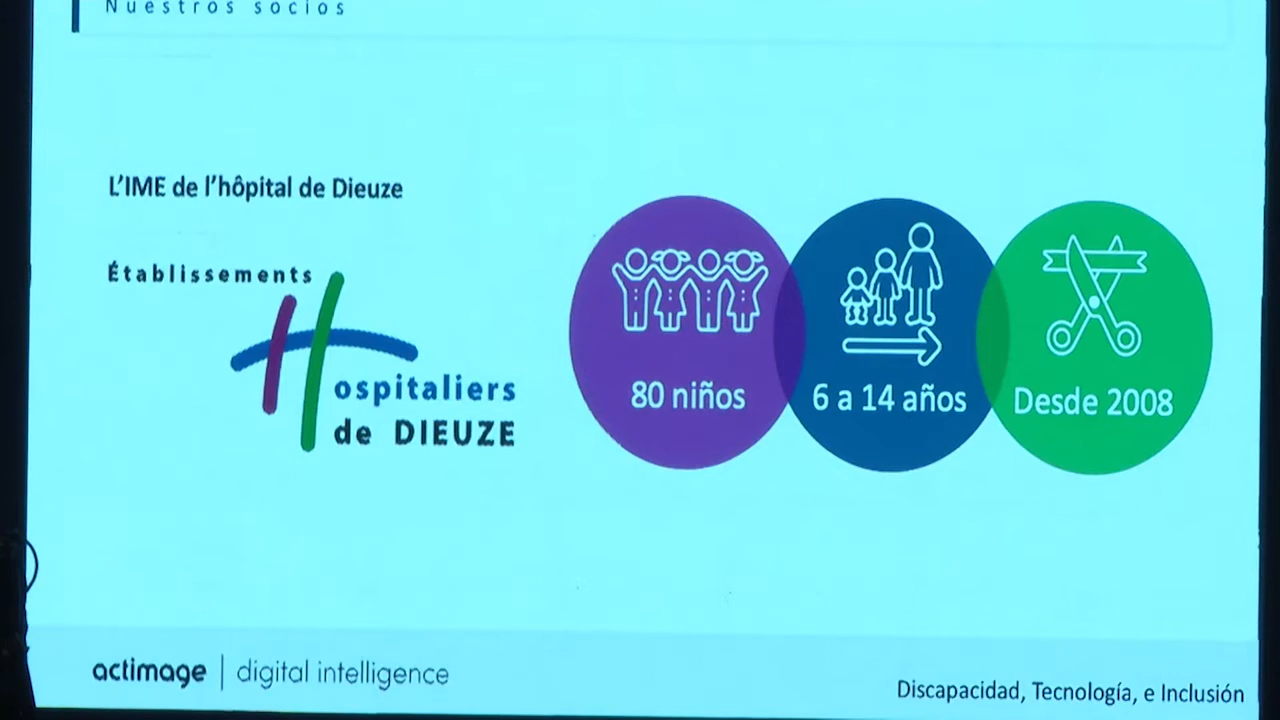 Nuestros socios
L'IME de l'hôpital de Dieuze
Établissements
Hospitaliers
de DIEUZE
80 niños
6 a 14 años
Desde 2008
actimage | digital intelligence
Discapacidad, Tecnología, e Inclusión